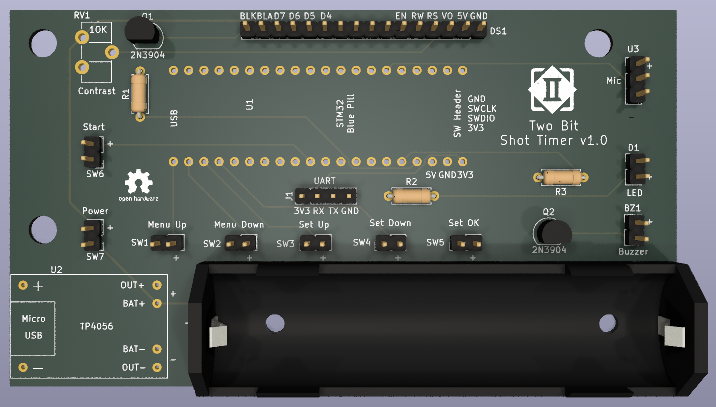 RV1
10K
Contrast
Q1
2N3904
BLK BLA D7 D6 D5 D4
EN RW RS VO 5V GND
DS1
U3
Mic
+
-
R1
USB
U1
STM32
Blue Pill
SW Header
GND
SWCLK
SWDIO
3V3
II
Two Bit
Shot Timer v1.0
Start
+
SW6
open hardware
5V GND 3V3
UART
J1
3V3 RX TX GND
R2
R3
D1
LED
Power
+
SW7
Menu Up
SW1
+
Menu Down
SW2
+
Set Up
SW3
+
Set Down
SW4
+
Set OK
SW5
+
Q2
2N3904
BZ1
+
Buzzer
U2
+
OUT+
BAT+
+
Micro
USB
TP4056
BAT-
OUT-
-
-